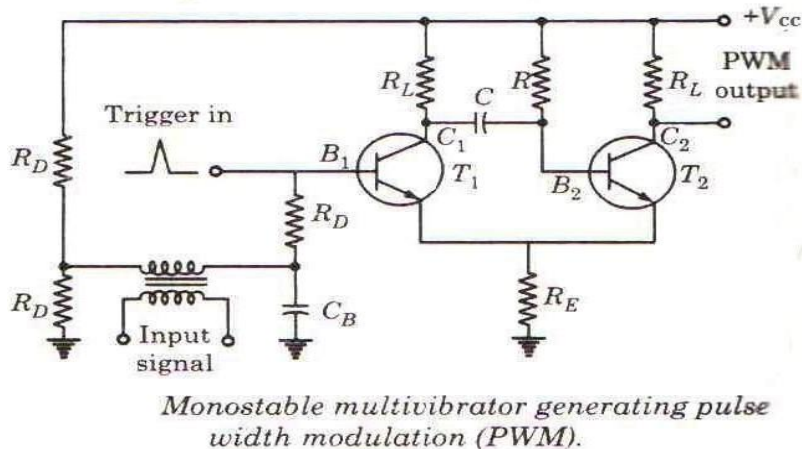 +Vcc
PWM
output
R_L
C
R
R_L
Trigger in
R_D
B_1
C_1
T_1
B_2
C_2
T_2
R_D
R_D
C_B
R_E
Input
signal
Monostable multivibrator generating pulse
width modulation (PWM).